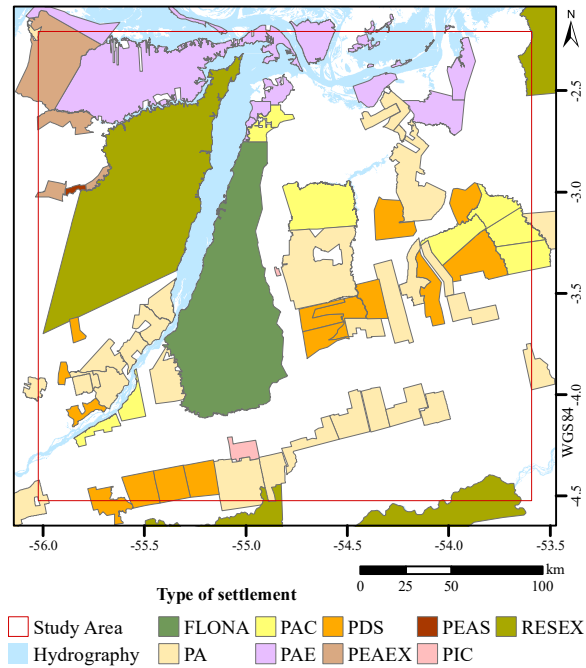 N
-2.5
-3.0
-3.5
-4.0
WGS84
-4.5
-56.0 -55.5 -55.0 -54.5 -54.0 -53.5
km
0 25 50 100
Type of settlement
Study Area FLONA PAC PDS PEAS RESEX
Hydrography PA PAE PEAEX PIC